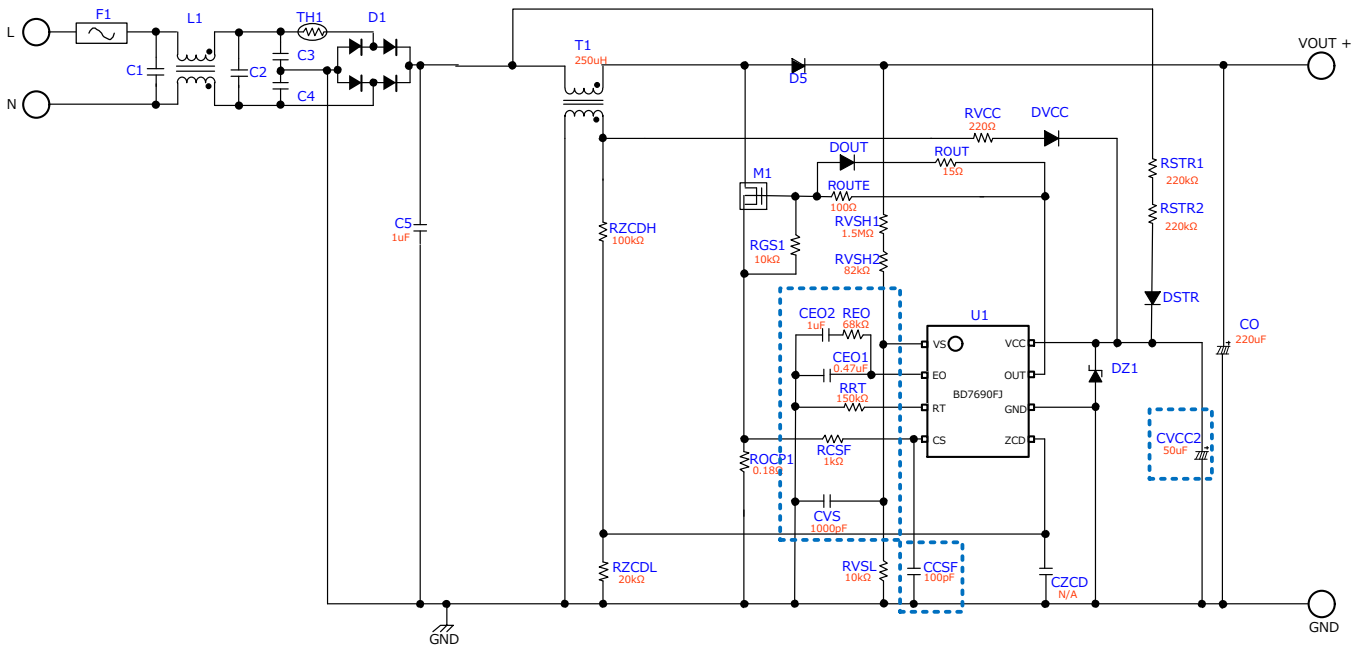 F1
L
L1
TH1
D1
C1
C2
C3
C4
N
T1
250uH
D5
VOUT +
RVCC
220Ω
DVCC
DOUT
ROUT
15Ω
M1
ROUTE
100Ω
RSTR1
220kΩ
RSTR2
220kΩ
C5
1uF
RZCDH
100kΩ
RGS1
10kΩ
RVSH1
1.5MΩ
RVSH2
82kΩ
DSTR
CEO2
1uF
REO
68kΩ
U1
CO
220uF
VS
VCC
CEO1
0.47uF
EO
OUT
DZ1
RRT
150kΩ
BD7690FJ
RT
GND
CS
ZCD
RCSF
1kΩ
CVCC2
50uF
ROCP1
0.18Ω
CVS
1000pF
RZCDL
20kΩ
RVSL
10kΩ
CCSF
100pF
CZCD
N/A
GND
GND